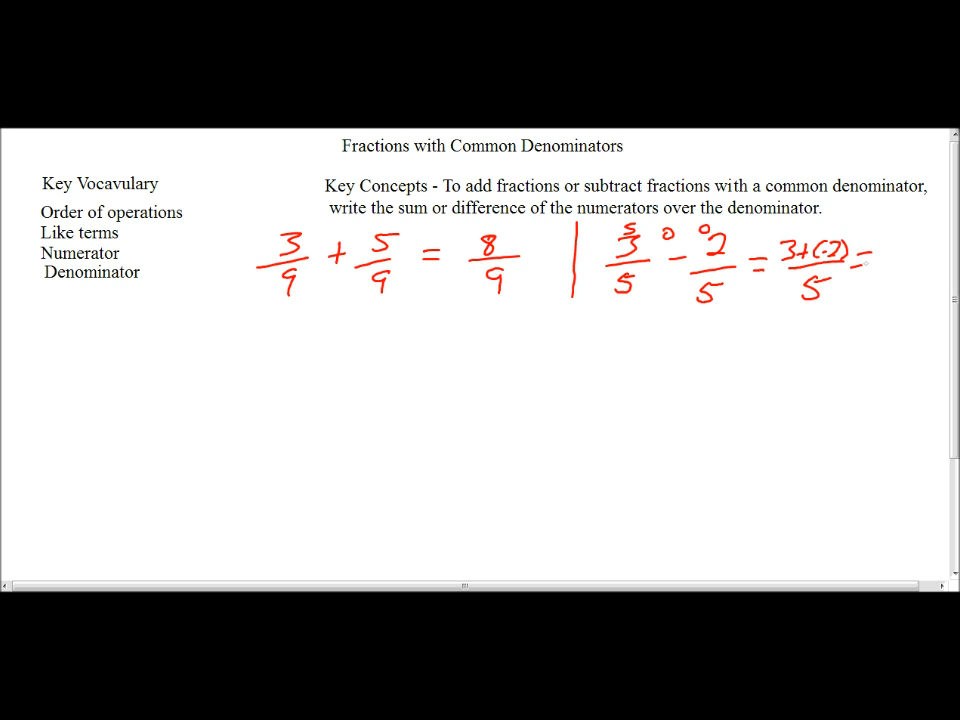 Fractions with Common Denominators
Key Vocavulary
Order of operations
Like terms
Numerator
Denominator
Key Concepts - To add fractions or subtract fractions with a common denominator,
write the sum or difference of the numerators over the denominator.
3/9 + 5/9 = 8/9
S O O
3/5 - 2/5 = 3+(-2)/5 =